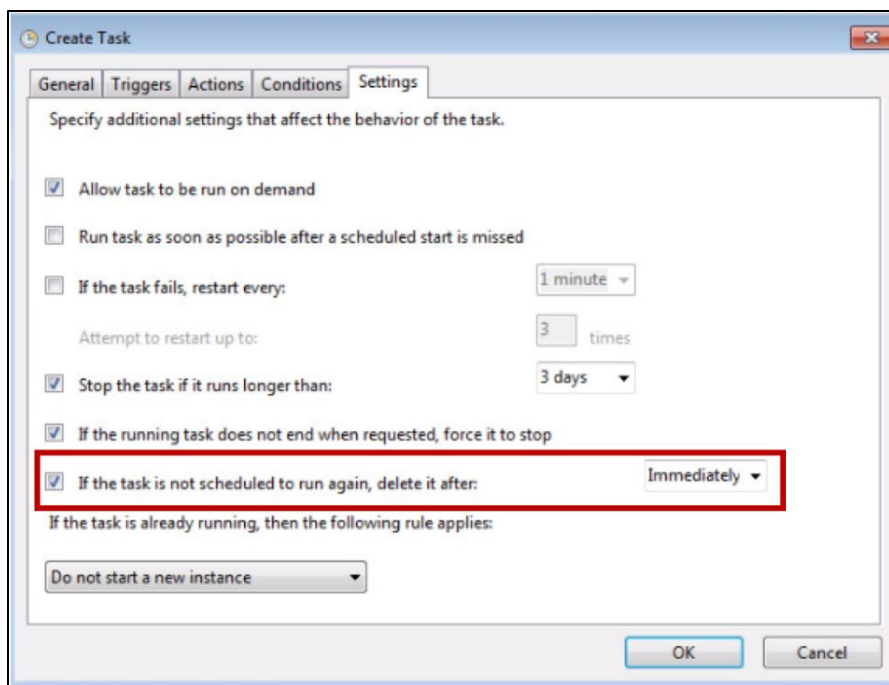 Create Task
General Triggers Actions Conditions Settings
Specify additional settings that affect the behavior of the task.
Allow task to be run on demand
Run task as soon as possible after a scheduled start is missed
If the task fails, restart every: 1 minute
Attempt to restart up to: 3 times
Stop the task if it runs longer than: 3 days
If the running task does not end when requested, force it to stop
If the task is not scheduled to run again, delete it after: Immediately
If the task is already running, then the following rule applies:
Do not start a new instance
OK Cancel